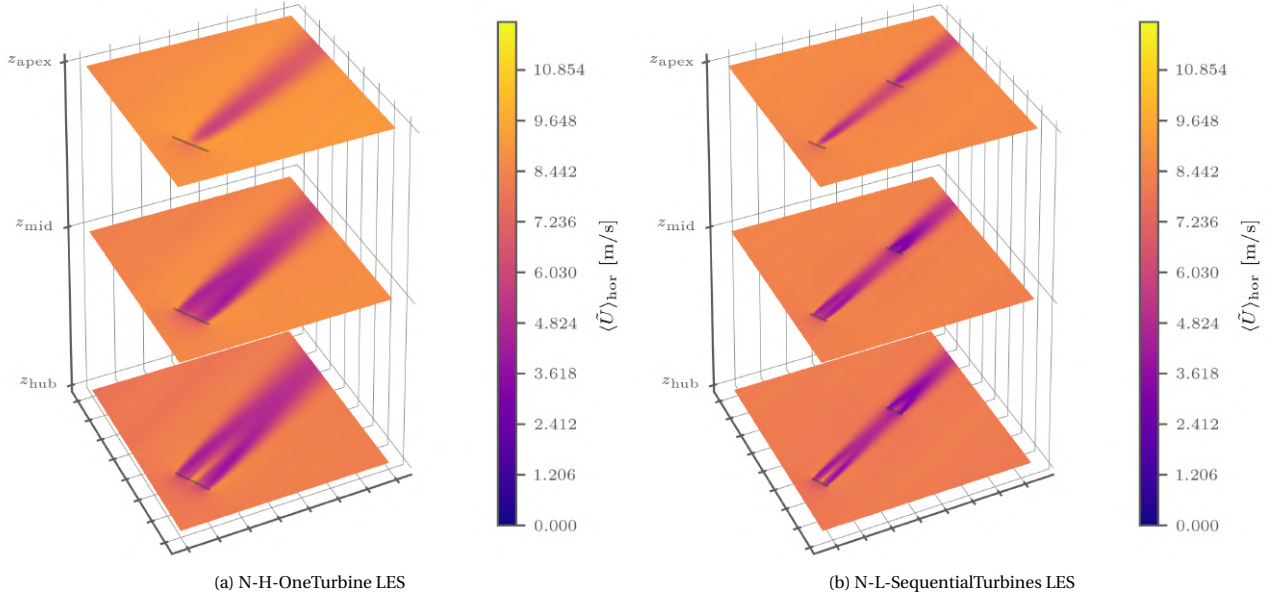 z_apex
z_mid
z_hub
10.854
9.648
8.442
7.236
6.030
4.824
3.618
2.412
1.206
0.000
⟨Ũ⟩_hor [m/s]
(a) N-H-OneTurbine LES
z_apex
z_mid
z_hub
10.854
9.648
8.442
7.236
6.030
4.824
3.618
2.412
1.206
0.000
⟨Ũ⟩_hor [m/s]
(b) N-L-SequentialTurbines LES